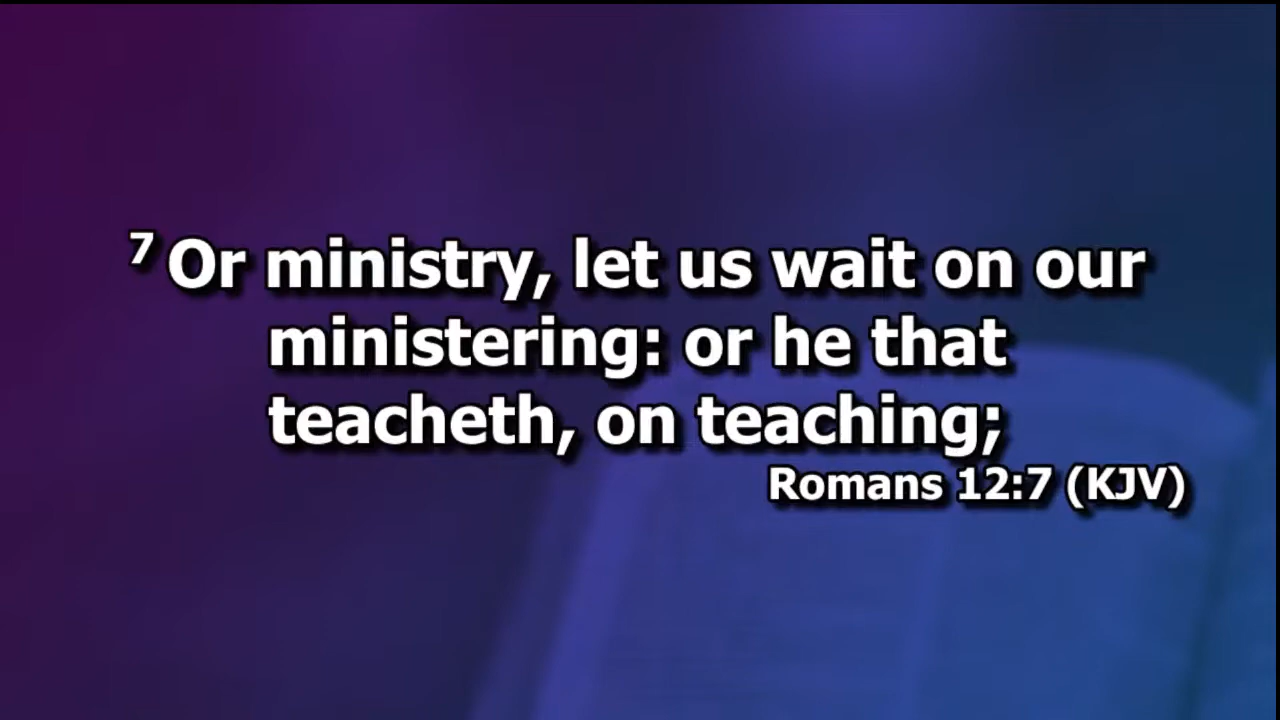 7 Or ministry, let us wait on our
ministering: or he that
teacheth, on teaching;
Romans 12:7 (KJV)